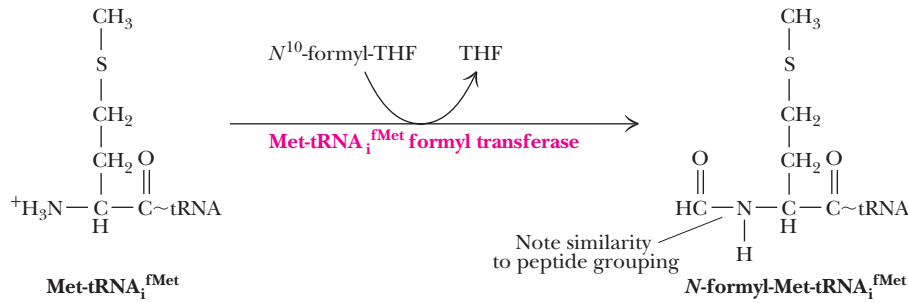 CH₃
S
CH₂
CH₂ O
⁺H₃N—C—C~tRNA
H
Met-tRNAᵢᶠᴹᵉᵗ
N¹⁰-formyl-THF THF
Met-tRNAᵢᶠᴹᵉᵗ formyl transferase
CH₃
S
CH₂
O CH₂ O
HC—N—C—C~tRNA
H H
Note similarity
to peptide grouping
N-formyl-Met-tRNAᵢᶠᴹᵉᵗ